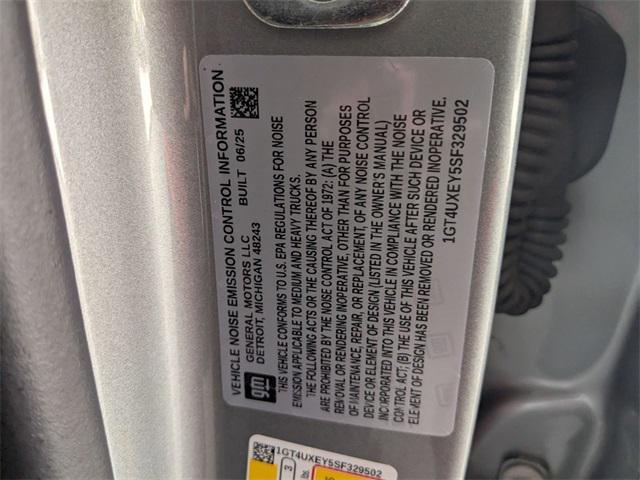 VEHICLE NOISE EMISSION CONTROL INFORMATION
GENERAL MOTORS LLC
DETROIT, MICHIGAN 48243
BUILT 06/25
gm
THIS VEHICLE CONFORMS TO U.S. EPA REGULATIONS FOR NOISE
EMISSION APPLICABLE TO MEDIUM AND HEAVY TRUCKS.
THE FOLLOWING ACTS OR THE CAUSING THEREOF BY ANY PERSON
ARE PROHIBITED BY THE NOISE CONTROL ACT OF 1972: (A) THE
REMOVAL OR RENDERING INOPERATIVE, OTHER THAN FOR PURPOSES
OF MAINTENANCE, REPAIR, OR REPLACEMENT, OF ANY NOISE CONTROL
DEVICE OR ELEMENT OF DESIGN (LISTED IN THE OWNER'S MANUAL)
INCORPORATED INTO THIS VEHICLE IN COMPLIANCE WITH THE NOISE
CONTROL ACT; (B) THE USE OF THIS VEHICLE AFTER SUCH DEVICE OR
ELEMENT OF DESIGN HAS BEEN REMOVED OR RENDERED INOPERATIVE.
1GT4UXEY5SF329502
1GT4UXEY5SF329502
3
lbs.